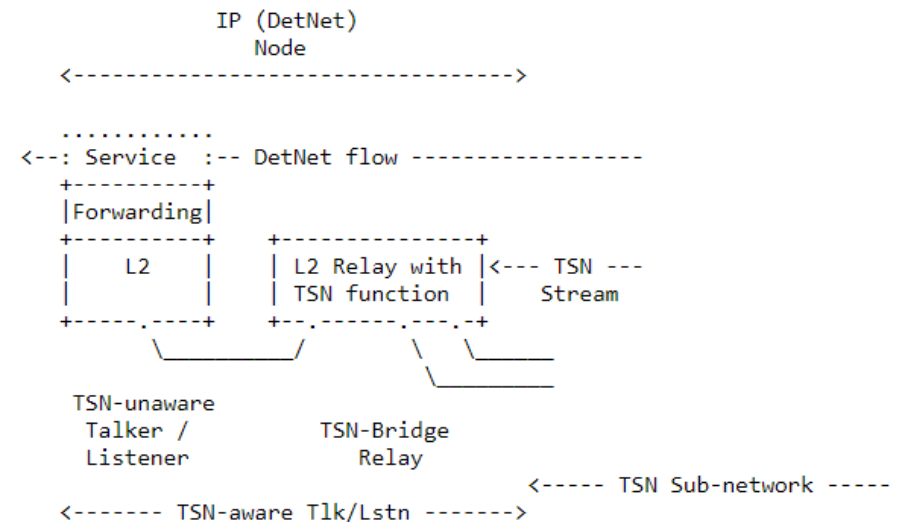 IP (DetNet)
Node
<---------------------------------->

............
<--: Service  :-- DetNet flow ------------------
+----------+
|Forwarding|
+----------+    +---------------+
|    L2    |    | L2 Relay with |<--- TSN ---
|          |    | TSN function  |    Stream
+-----.----+    +--.------.---.-+
\__________/        \   \______
\_________
TSN-unaware
Talker /        TSN-Bridge
Listener           Relay
<----- TSN Sub-network -----
<------- TSN-aware Tlk/Lstn ------->